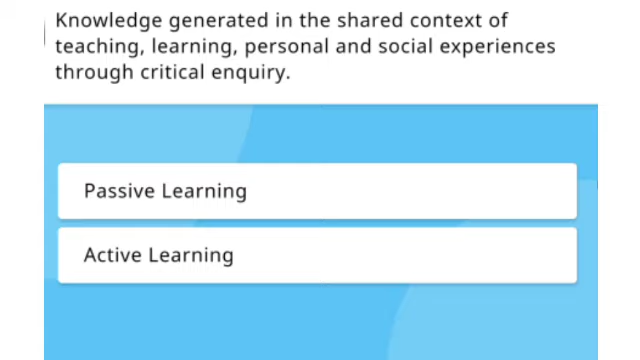 Knowledge generated in the shared context of
teaching, learning, personal and social experiences
through critical enquiry.
Passive Learning
Active Learning